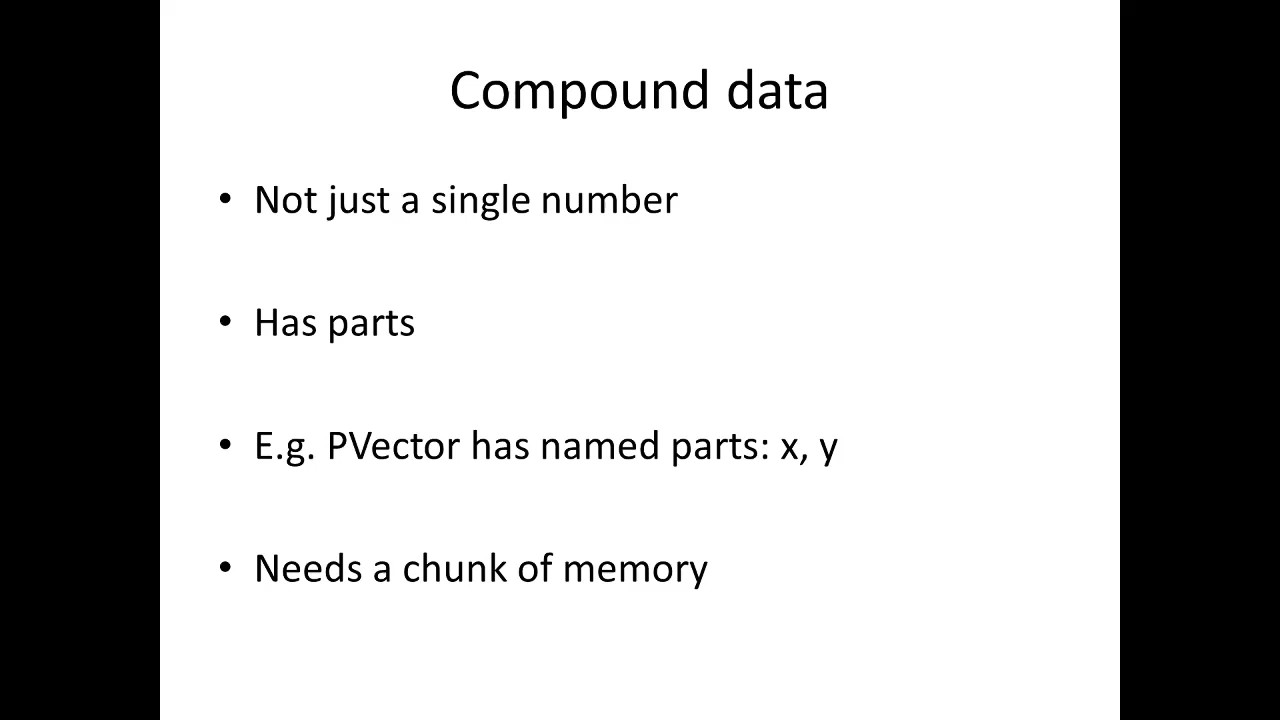 Compound data
• Not just a single number
• Has parts
• E.g. PVector has named parts: x, y
• Needs a chunk of memory